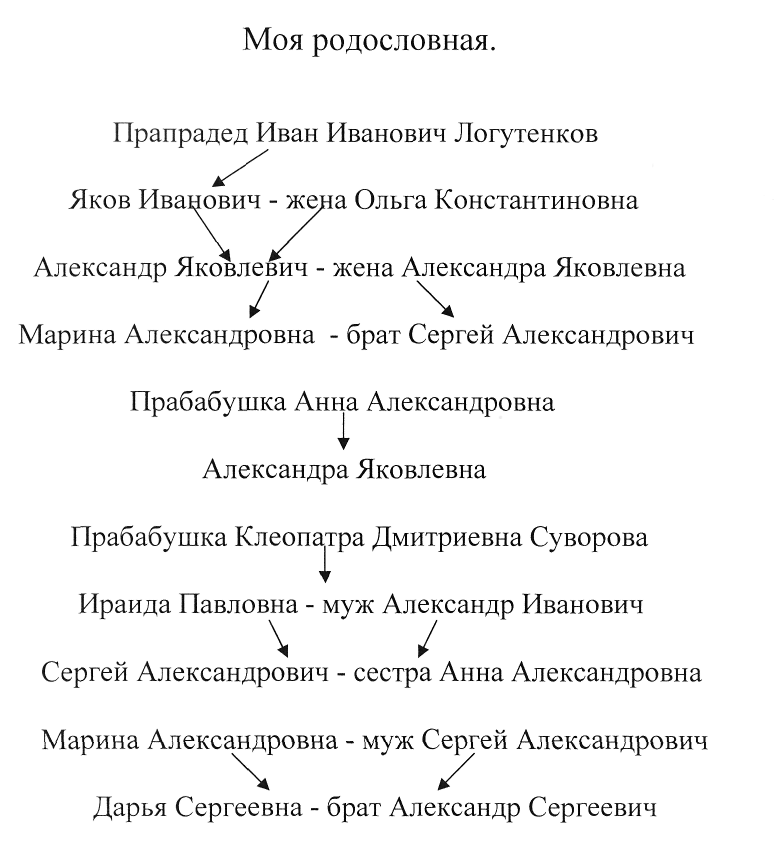 Моя родословная.
Прапрадед Иван Иванович Логутенков
Яков Иванович - жена Ольга Константиновна
Александр Яковлевич - жена Александра Яковлевна
Марина Александровна - брат Сергей Александрович
Прабабушка Анна Александровна
Александра Яковлевна
Прабабушка Клеопатра Дмитриевна Суворова
Ираида Павловна - муж Александр Иванович
Сергей Александрович - сестра Анна Александровна
Марина Александровна - муж Сергей Александрович
Дарья Сергеевна - брат Александр Сергеевич